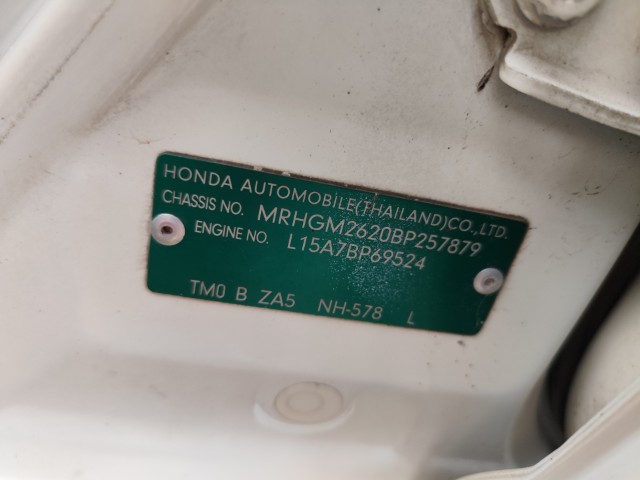 HONDA AUTOMOBILE(THAILAND)CO.,LTD.
CHASSIS NO. MRHGM2620BP257879
ENGINE NO. L15A7BP69524
TM0 B ZA5 NH-578 L